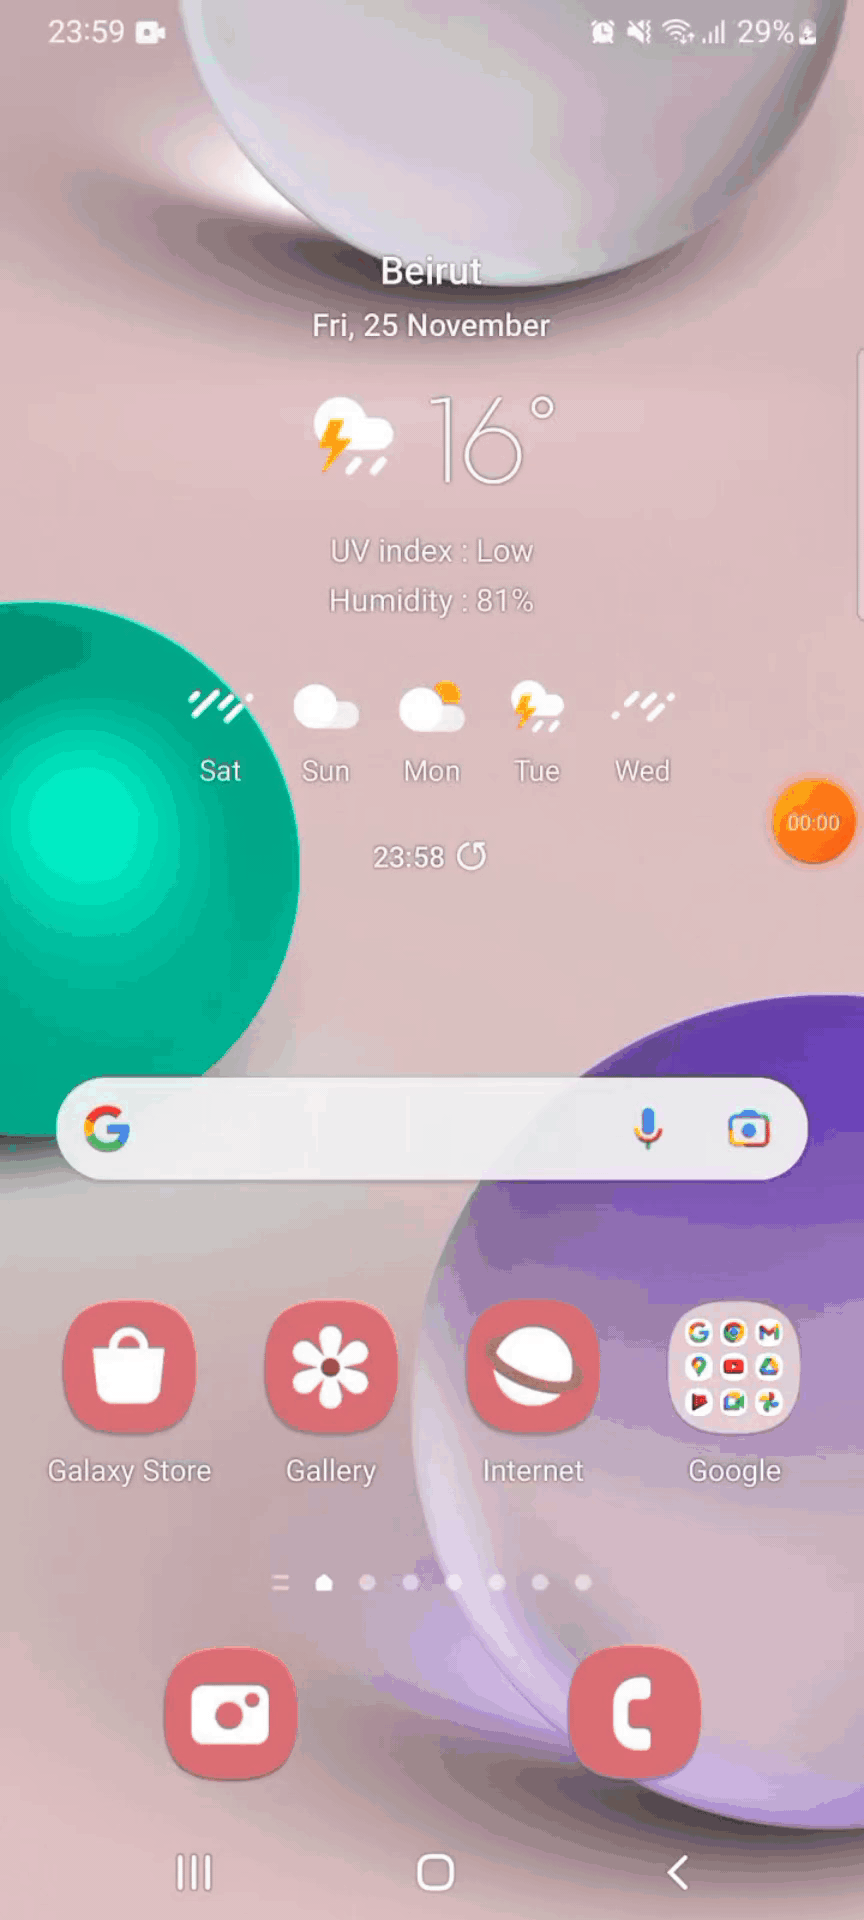 23:59 29%
Beirut
Fri, 25 November
16°
UV index : Low
Humidity : 81%
Sat Sun Mon Tue Wed
00:00
23:58
Galaxy Store Gallery Internet Google